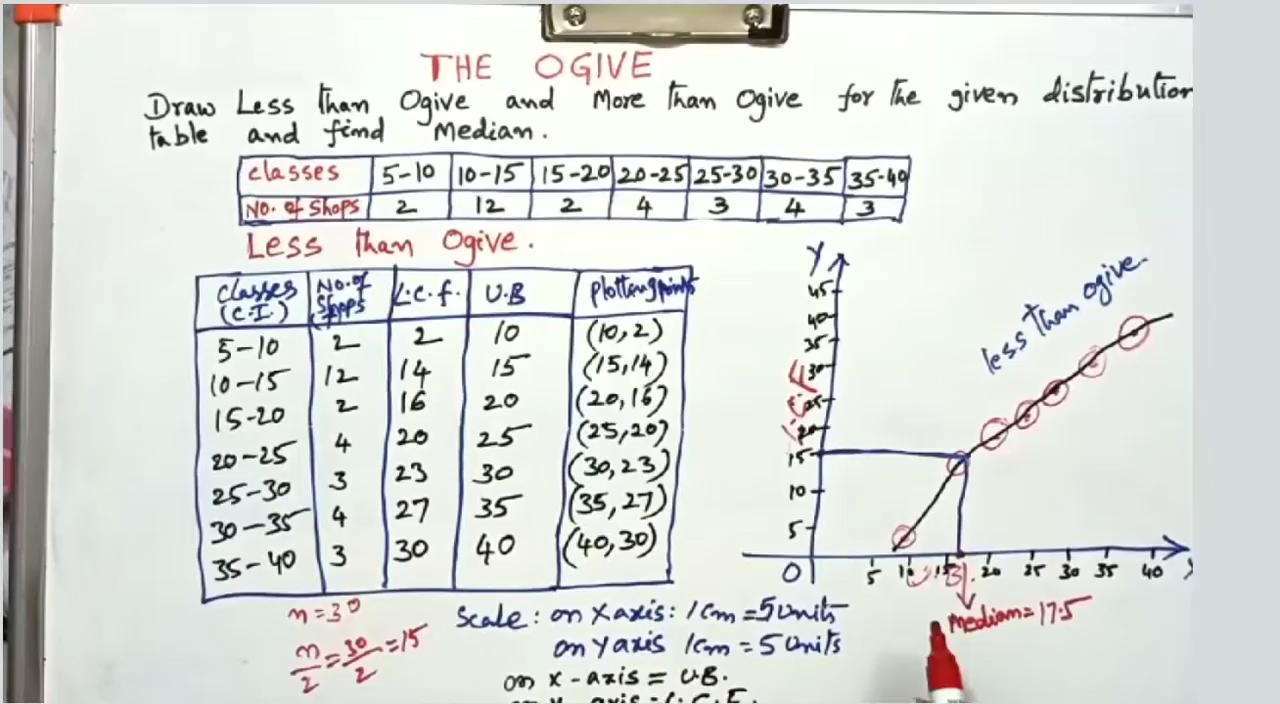 THE OGIVE
Draw Less than Ogive and More Than Ogive for the given distribution
table and find Median.
classes 5-10 10-15 15-20 20-25 25-30 30-35 35-40
No. of Shops 2 12 2 4 3 4 3
Less than Ogive.
classes (C.I.) No. of Shops L.c.f. U.B plotteng points
5-10 2 2 10 (10,2)
10-15 12 14 15 (15,14)
15-20 2 16 20 (20,16)
20-25 4 20 25 (25,20)
25-30 3 23 30 (30,23)
30-35 4 27 35 (35,27)
35-40 3 30 40 (40,30)
n=30
n/2=30/2=15
Y
45
40
35
30
25
20
15
10
5
O 5 10 15 20 25 30 35 40
less than ogive.
Median=17.5
Scale: on X axis: 1cm=5units
on Y axis 1cm=5units
on x-axis = U.B.